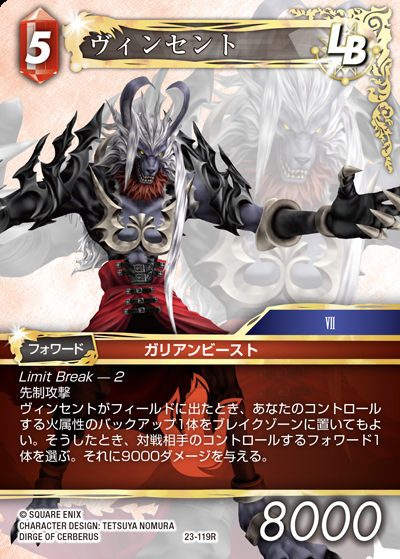 5
ヴィンセント
LB
VII
フォワード
ガリアンビースト
Limit Break — 2
先制攻撃
ヴィンセントがフィールドに出たとき、あなたのコントロール
する火属性のバックアップ1体をブレイクゾーンに置いてもよ
い。そうしたとき、対戦相手のコントロールするフォワード1
体を選ぶ。それに9000ダメージを与える。
© SQUARE ENIX
CHARACTER DESIGN: TETSUYA NOMURA
DIRGE OF CERBERUS
23-119R
8000